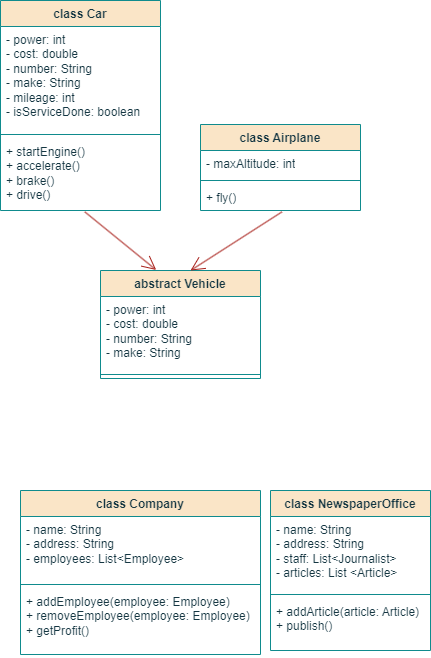 class Car
- power: int
- cost: double
- number: String
- make: String
- mileage: int
- isServiceDone: boolean
+ startEngine()
+ accelerate()
+ brake()
+ drive()
class Airplane
- maxAltitude: int
+ fly()
abstract Vehicle
- power: int
- cost: double
- number: String
- make: String
class Company
- name: String
- address: String
- employees: List<Employee>
+ addEmployee(employee: Employee)
+ removeEmployee(employee: Employee)
+ getProfit()
class NewspaperOffice
- name: String
- address: String
- staff: List<Journalist>
- articles: List <Article>
+ addArticle(article: Article)
+ publish()